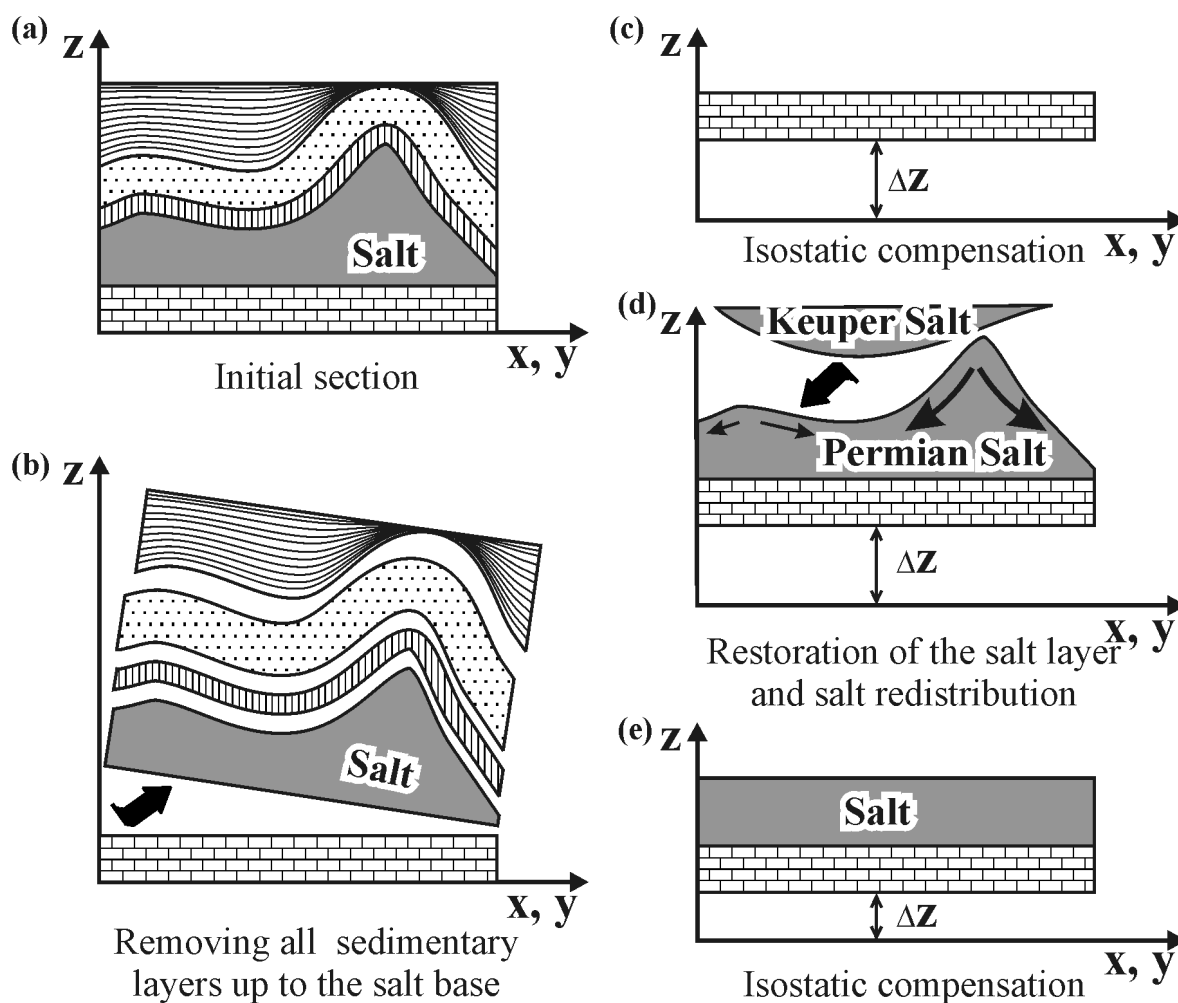 (a)
z
Salt
x, y
Initial section
(b)
z
Salt
x, y
Removing all sedimentary
layers up to the salt base
(c)
z
Δz
x, y
Isostatic compensation
(d)
z
Keuper Salt
Permian Salt
Δz
x, y
Restoration of the salt layer
and salt redistribution
(e)
z
Salt
Δz
x, y
Isostatic compensation